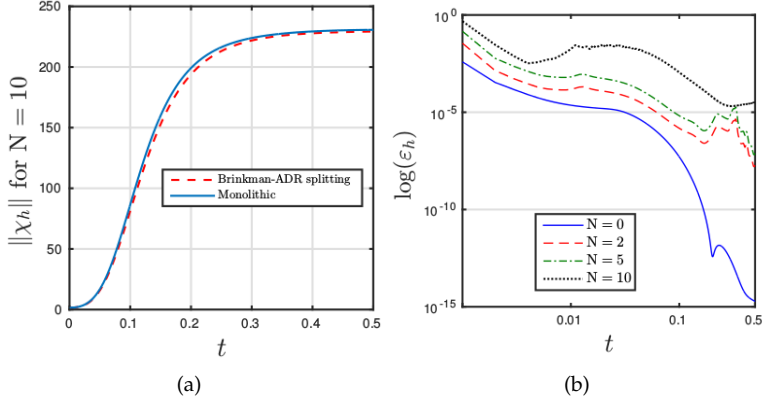 250
200
150
100
50
0
||χₕ|| for N = 10
Brinkman-ADR splitting
Monolithic
0 0.1 0.2 0.3 0.4 0.5
t
(a)
10⁰
10⁻⁵
10⁻¹⁰
10⁻¹⁵
log(εₕ)
N = 0
N = 2
N = 5
N = 10
0.01 0.1 0.5
t
(b)